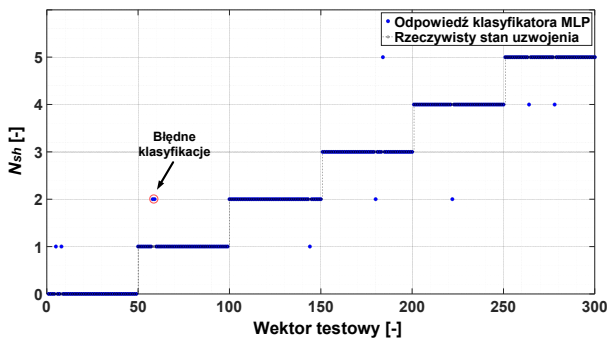 Odpowiedź klasyfikatora MLP
Rzeczywisty stan uzwojenia
5
4
3
2
1
0
Nsh [-]
Błędne
klasyfikacje
0 50 100 150 200 250 300
Wektor testowy [-]